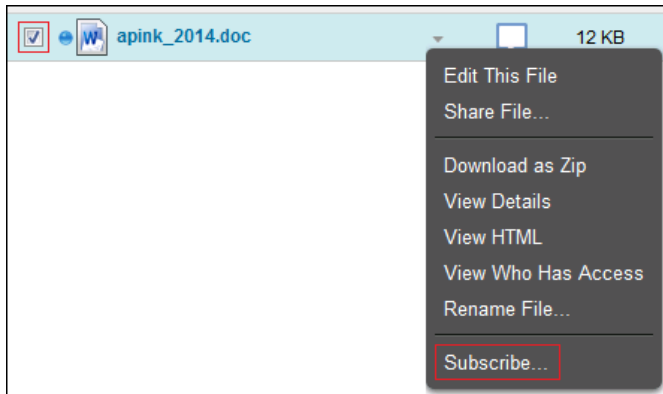 apink_2014.doc 12 KB
Edit This File
Share File...
Download as Zip
View Details
View HTML
View Who Has Access
Rename File...
Subscribe...